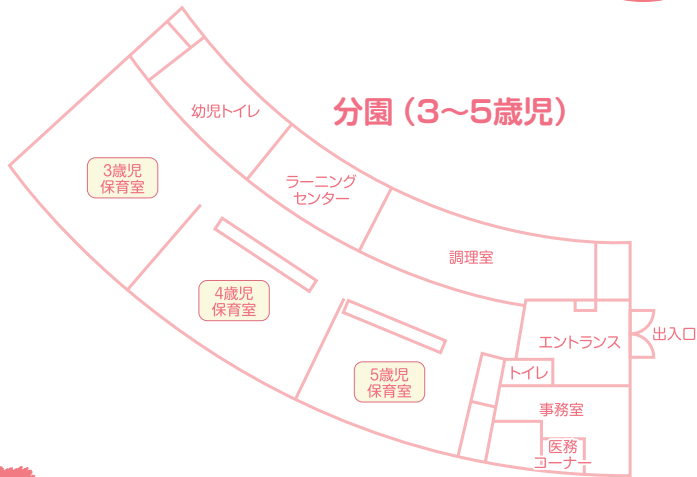 分園（3〜5歳児）
幼児トイレ
ラーニング
センター
調理室
3歳児
保育室
4歳児
保育室
5歳児
保育室
エントランス
出入口
トイレ
事務室
医務
コーナー